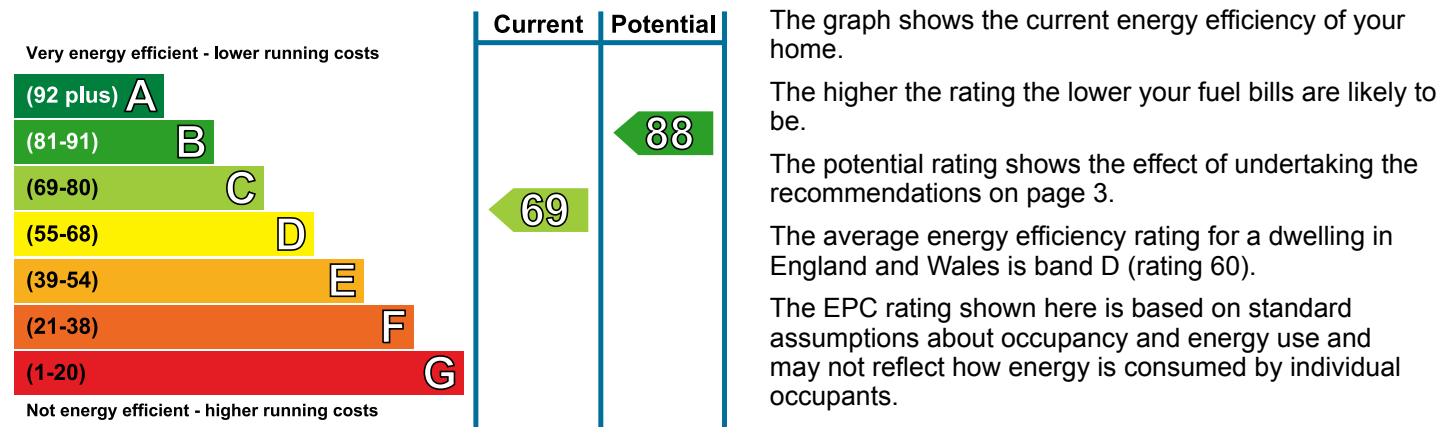 Current Potential
Very energy efficient - lower running costs
(92 plus) A
(81-91) B
(69-80) C
(55-68) D
(39-54) E
(21-38) F
(1-20) G
Not energy efficient - higher running costs
88
69
The graph shows the current energy efficiency of your
home.
The higher the rating the lower your fuel bills are likely to
be.
The potential rating shows the effect of undertaking the
recommendations on page 3.
The average energy efficiency rating for a dwelling in
England and Wales is band D (rating 60).
The EPC rating shown here is based on standard
assumptions about occupancy and energy use and
may not reflect how energy is consumed by individual
occupants.